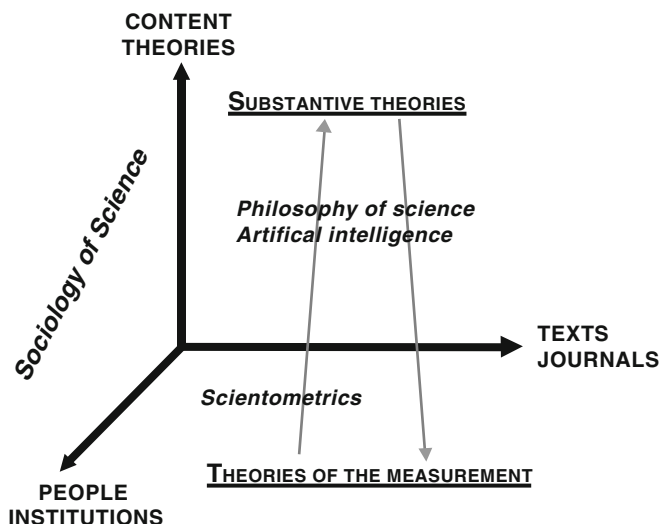 CONTENT
THEORIES
SUBSTANTIVE THEORIES
Sociology of Science
Philosophy of science
Artifical intelligence
TEXTS
JOURNALS
Scientometrics
THEORIES OF THE MEASUREMENT
PEOPLE
INSTITUTIONS